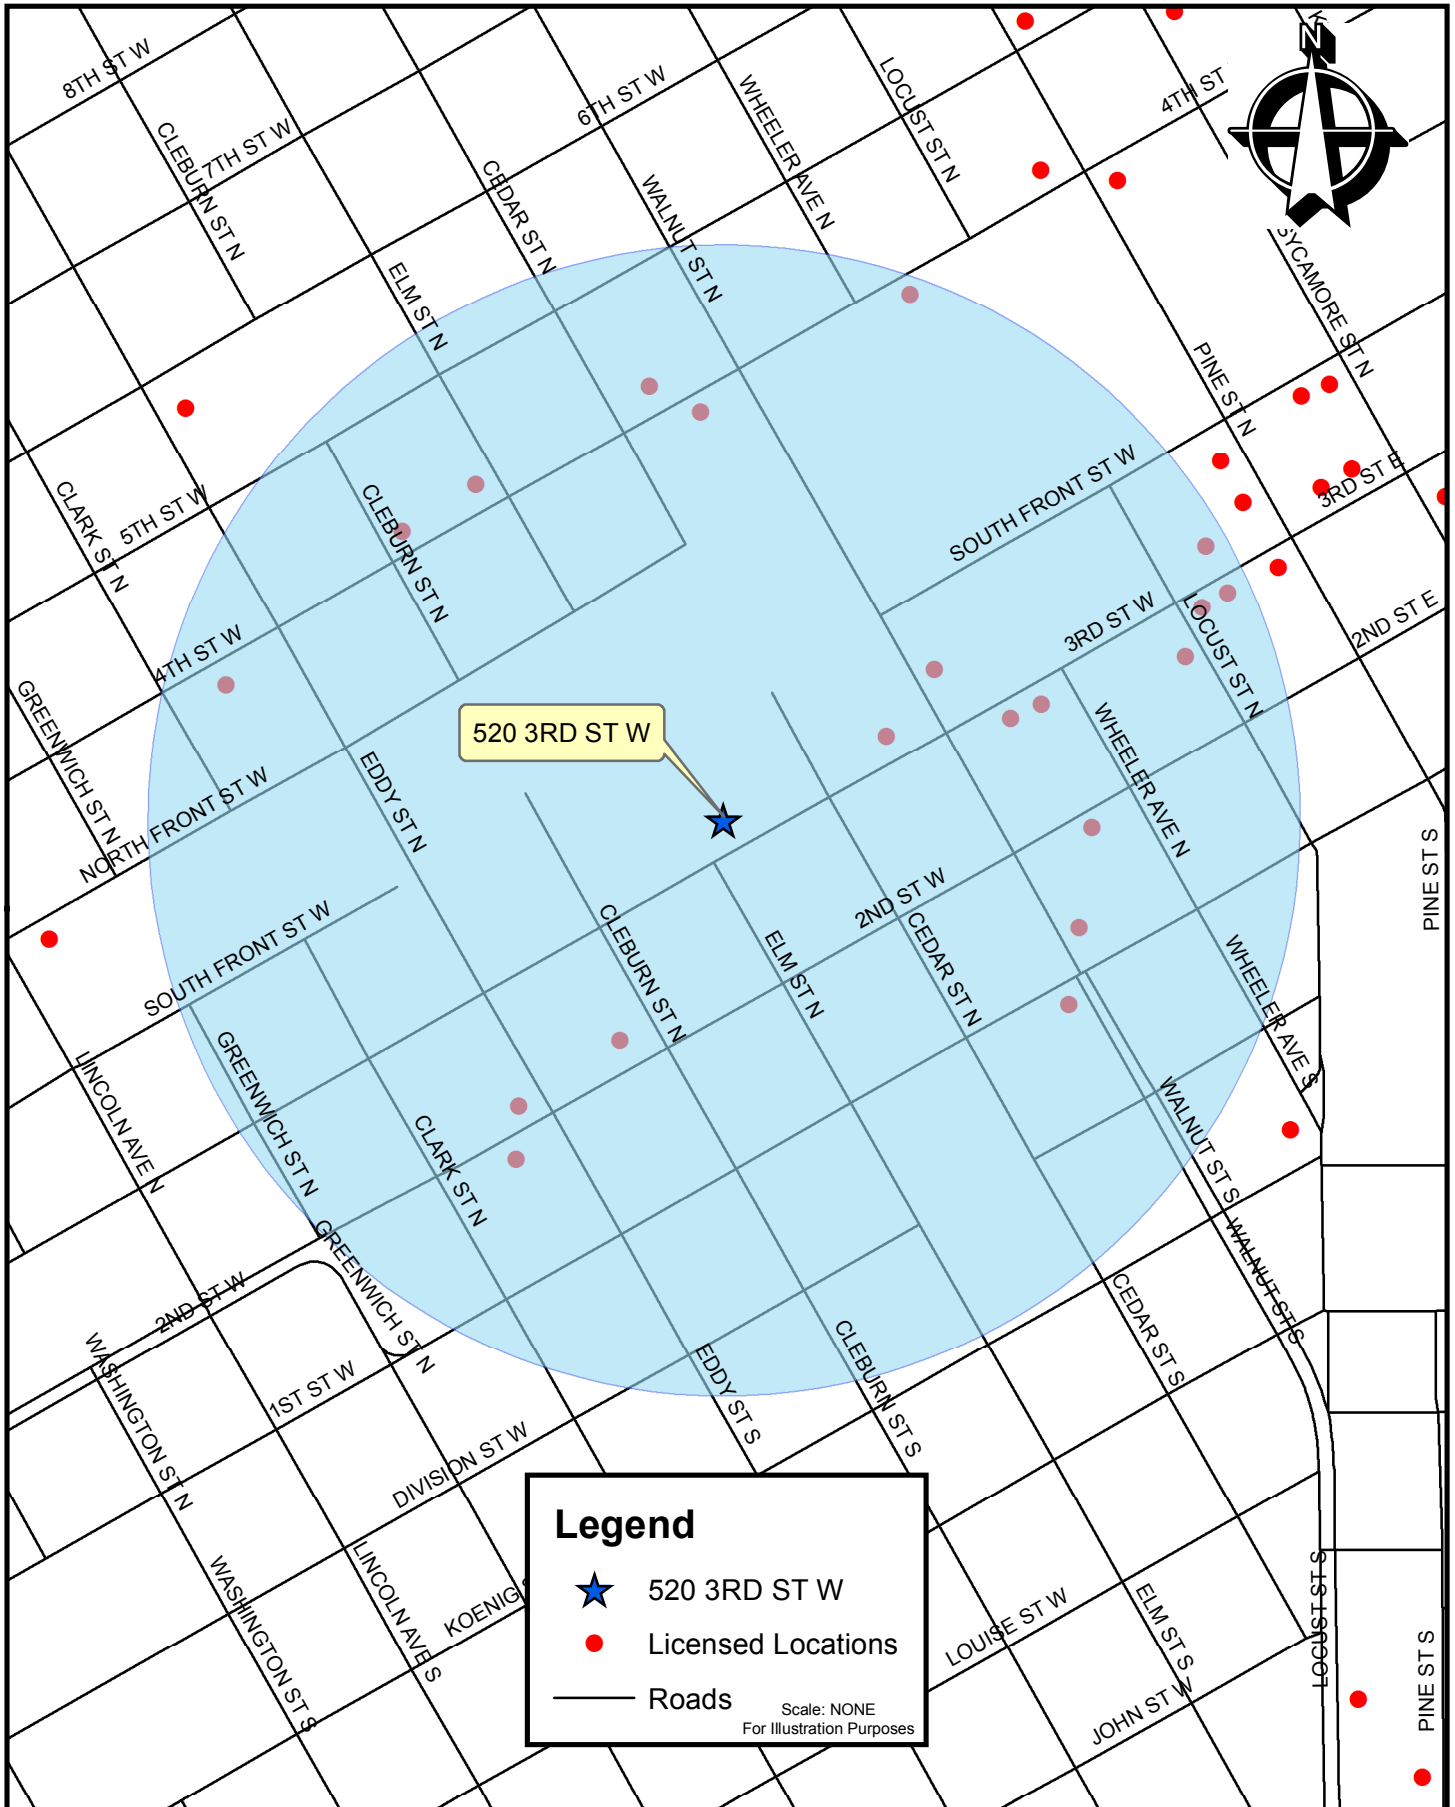 8TH ST W
7TH ST W
6TH ST W
4TH ST
N
CLEBURN ST N
CEDAR ST N
WALNUT ST N
WHEELER AVE N
LOCUST ST N
SYCAMORE ST N
ELM ST N
PINE ST N
5TH ST W
CLARK ST N
CLEBURN ST N
SOUTH FRONT ST W
3RD ST E
4TH ST W
3RD ST W
LOCUST ST N
2ND ST E
GREENWICH ST N
520 3RD ST W
NORTH FRONT ST W
EDDY ST N
WHEELER AVE N
PINE ST S
SOUTH FRONT ST W
CLEBURN ST N
ELM ST N
2ND ST W
CEDAR ST N
WHEELER AVE S
LINCOLN AVE N
GREENWICH ST N
CLARK ST N
WALNUT ST S
GREENWICH ST N
WALNUT ST S
2ND ST W
WASHINGTON ST N
1ST ST W
EDDY ST S
CLEBURN ST S
CEDAR ST S
DIVISION ST W
LINCOLN AVE S
WASHINGTON ST S
KOENIG
LOUISE ST W
ELM ST S
JOHN ST W
LOCUST ST S
PINE ST S
Legend
520 3RD ST W
Licensed Locations
Roads
Scale: NONE
For Illustration Purposes